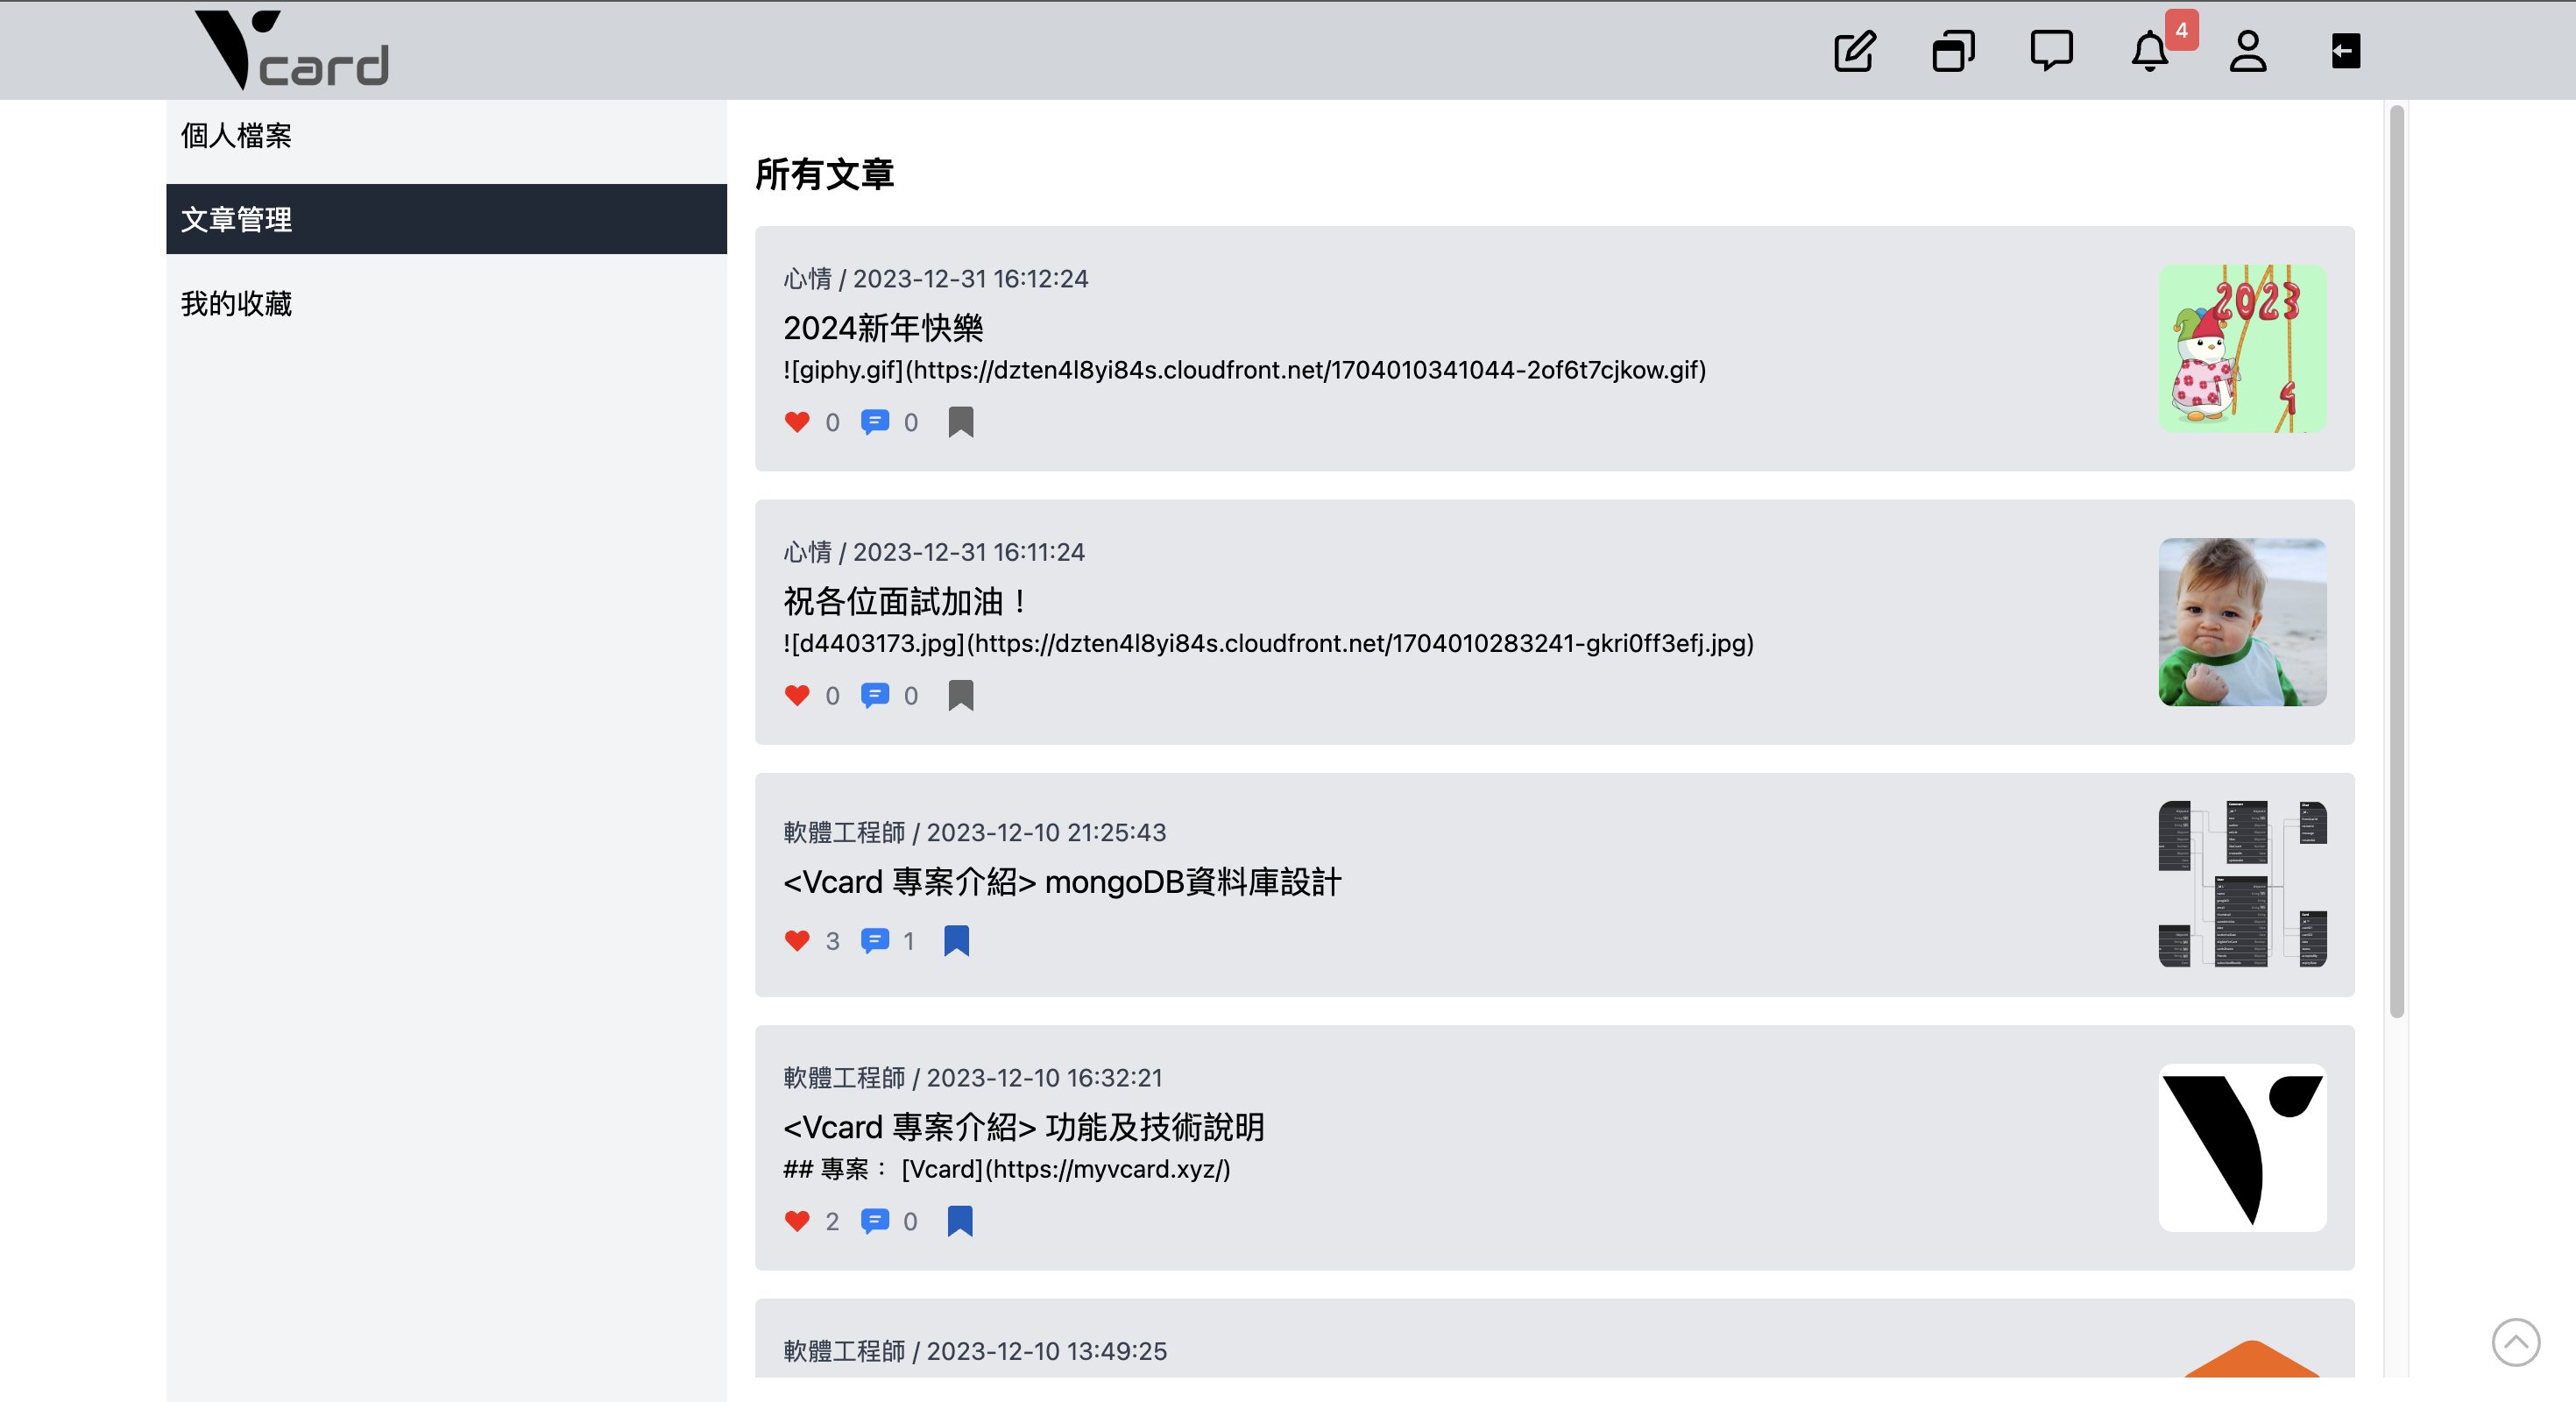 Vcard
4
個人檔案
文章管理
我的收藏
所有文章
心情 / 2023-12-31 16:12:24
2024新年快樂
![giphy.gif](https://dzten4l8yi84s.cloudfront.net/1704010341044-2of6t7cjkow.gif)
0 0
2023
4
心情 / 2023-12-31 16:11:24
祝各位面試加油！
![d4403173.jpg](https://dzten4l8yi84s.cloudfront.net/1704010283241-gkri0ff3efj.jpg)
0 0
軟體工程師 / 2023-12-10 21:25:43
<Vcard 專案介紹> mongoDB資料庫設計
3 1
軟體工程師 / 2023-12-10 16:32:21
<Vcard 專案介紹> 功能及技術說明
## 專案： [Vcard](https://myvcard.xyz/)
2 0
軟體工程師 / 2023-12-10 13:49:25